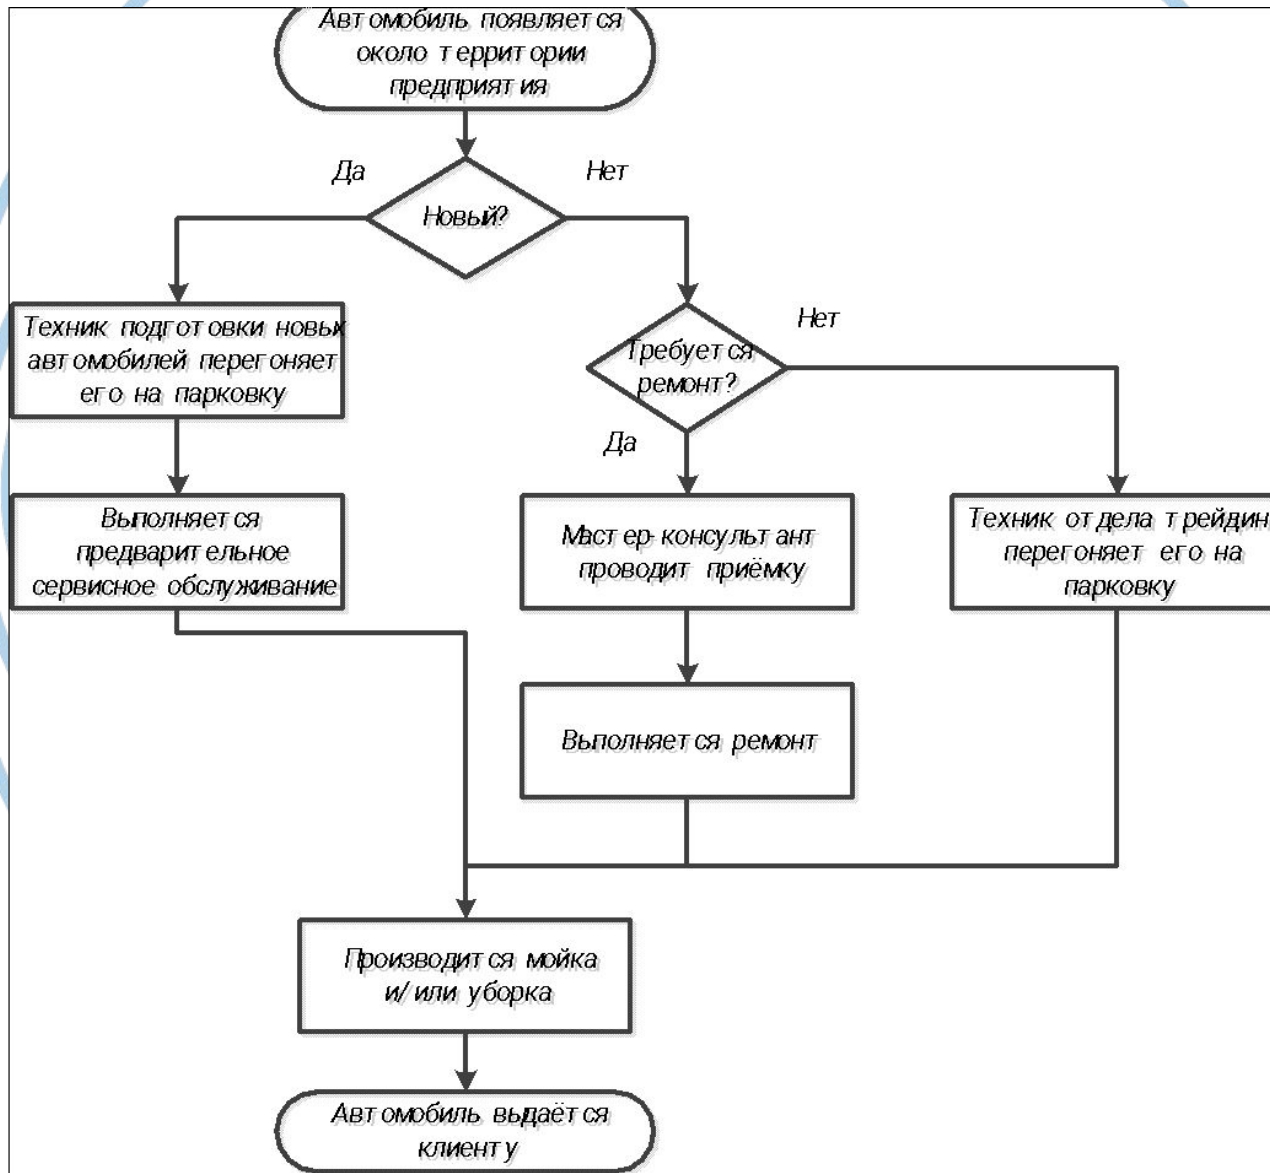 Автомобиль появляется
около территории
предприятия
Да
Нет
Новый?
Техник подготовки новых
автомобилей перегоняет
его на парковку
Требуется
ремонт?
Нет
Да
Выполняется
предварительное
сервисное обслуживание
Мастер-консультант
проводит приёмку
Техник отдела трейдин
перегоняет его на
парковку
Выполняется ремонт
Производится мойка
и/или уборка
Автомобиль выдаётся
клиенту